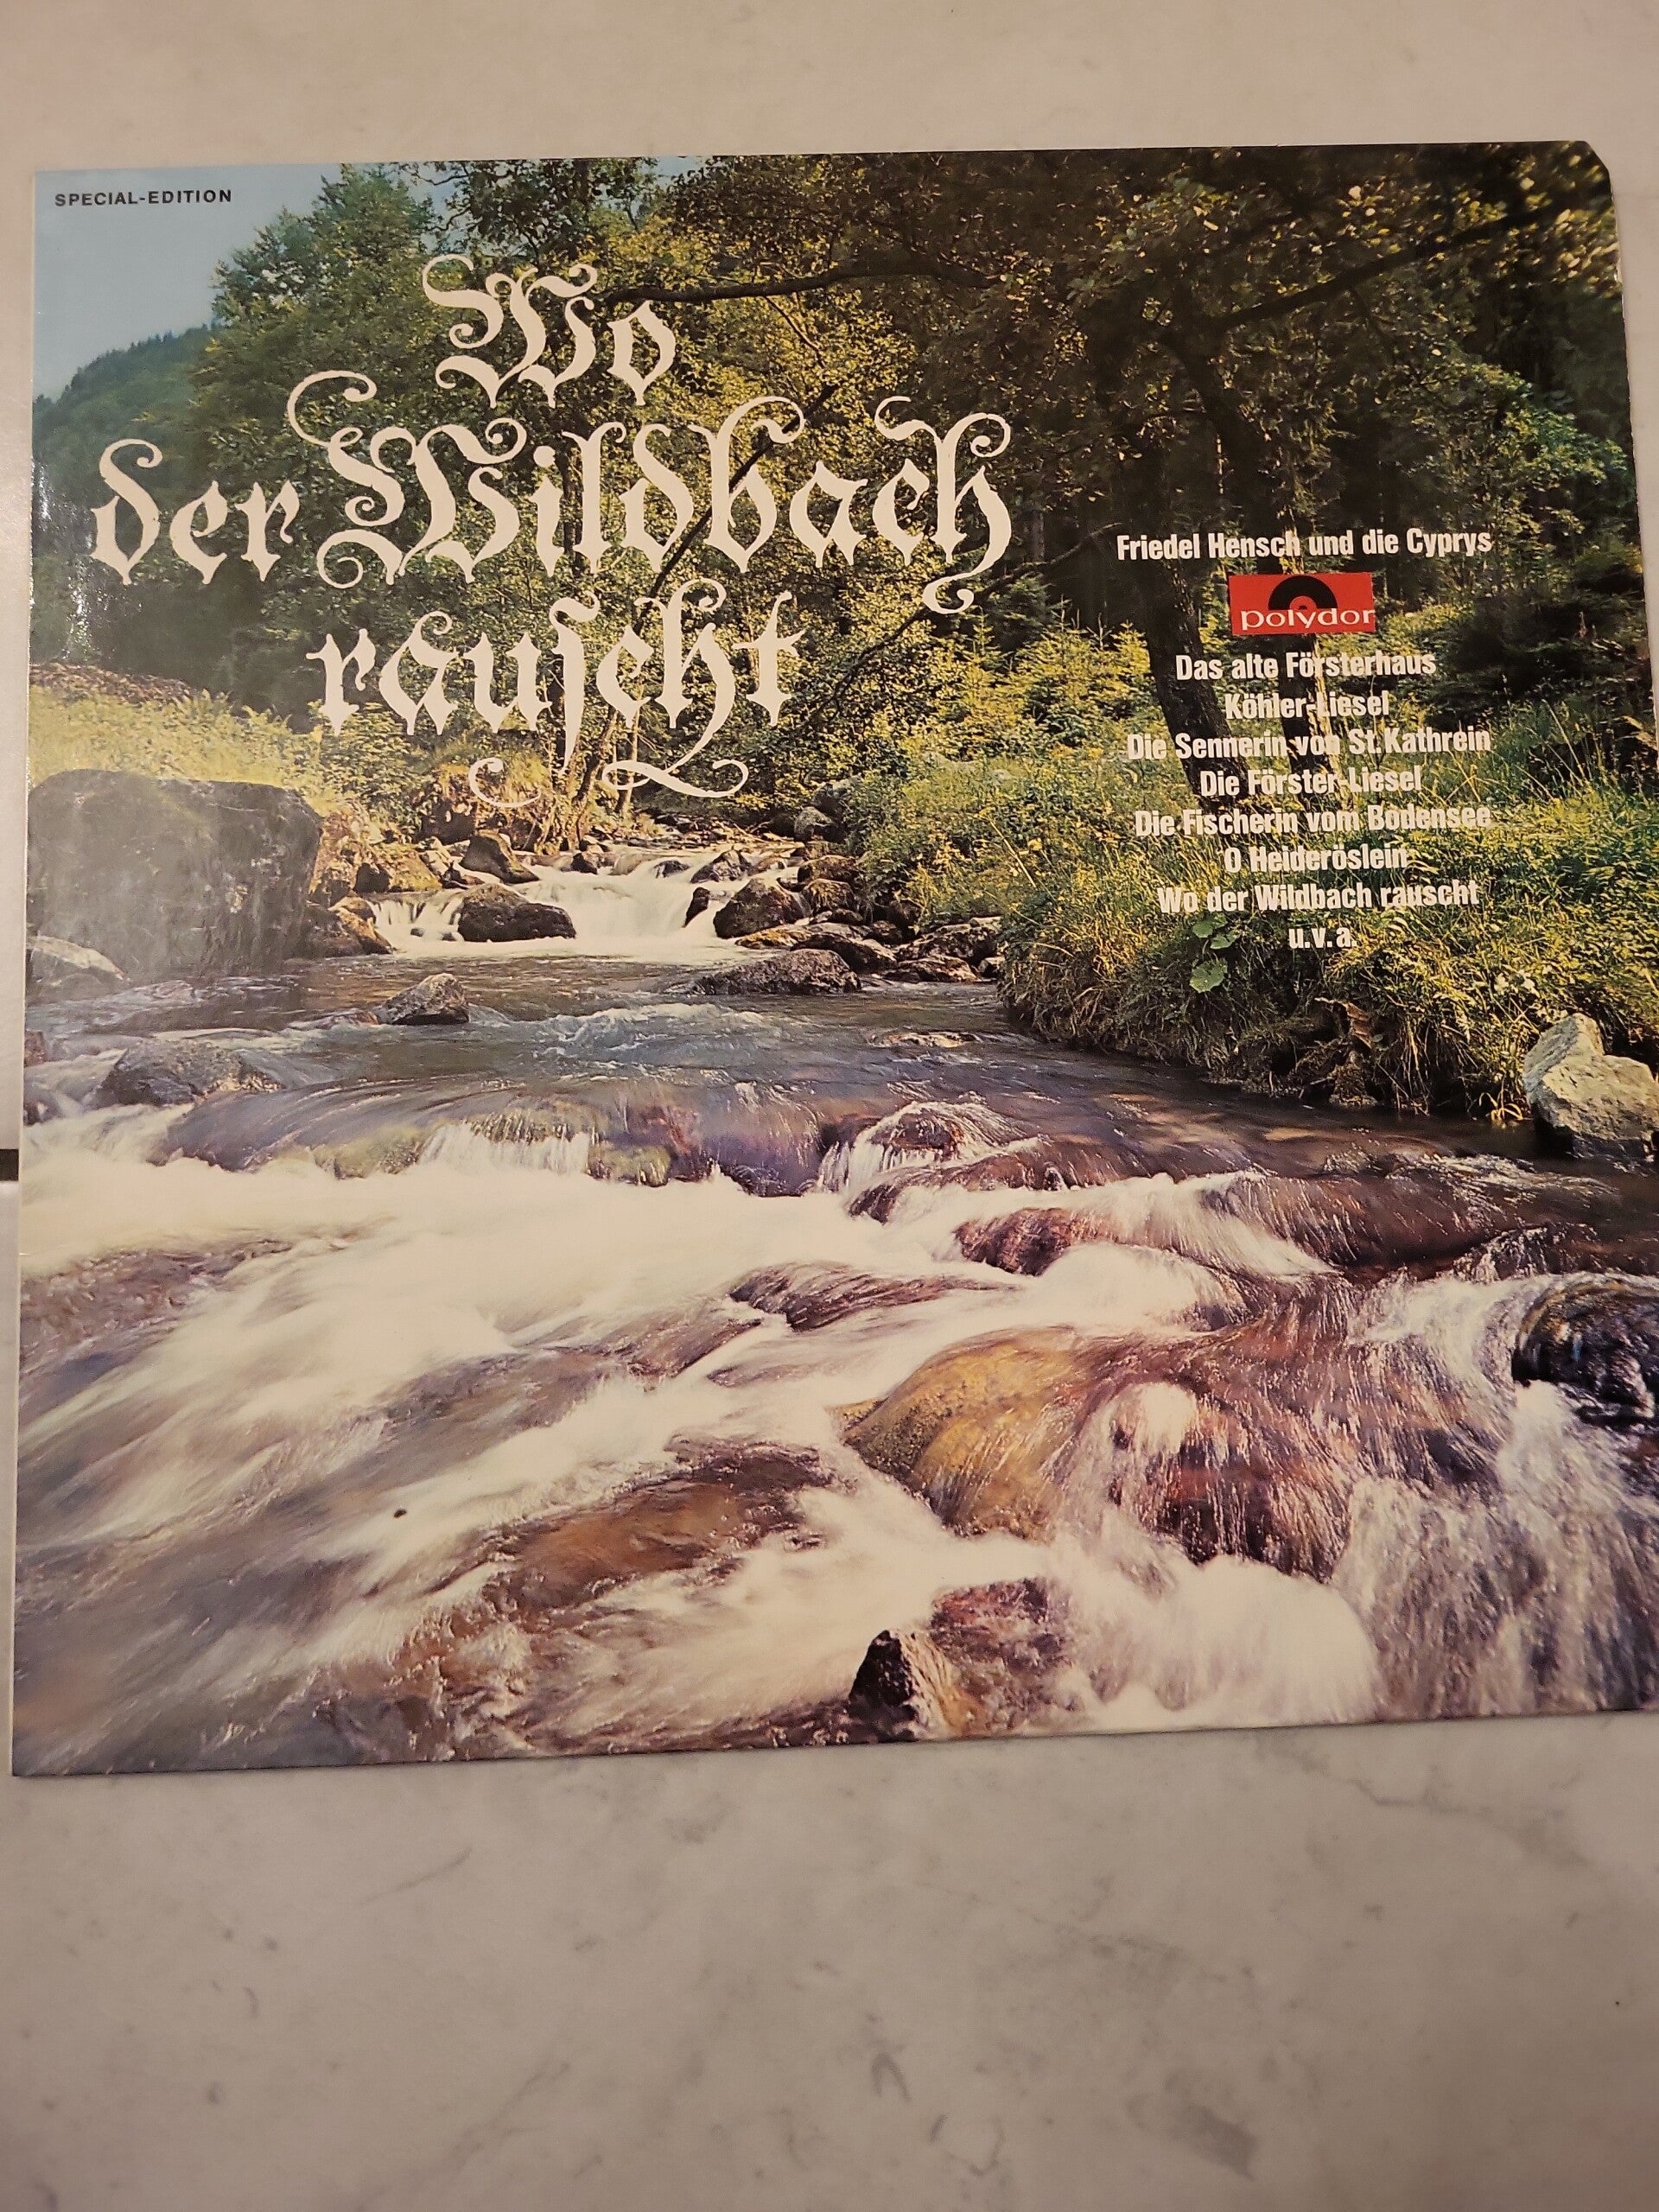 SPECIAL-EDITION
Wo
der Wildbach
rauscht
Friedel Hensch und die Cyprys
polydor
Das alte Försterhaus
Köhler-Liesel
Die Sennerin von St. Kathrein
Die Förster-Liesel
Die Fischerin vom Bodensee
O Heideröslein
Wo der Wildbach rauscht
u.v.a.